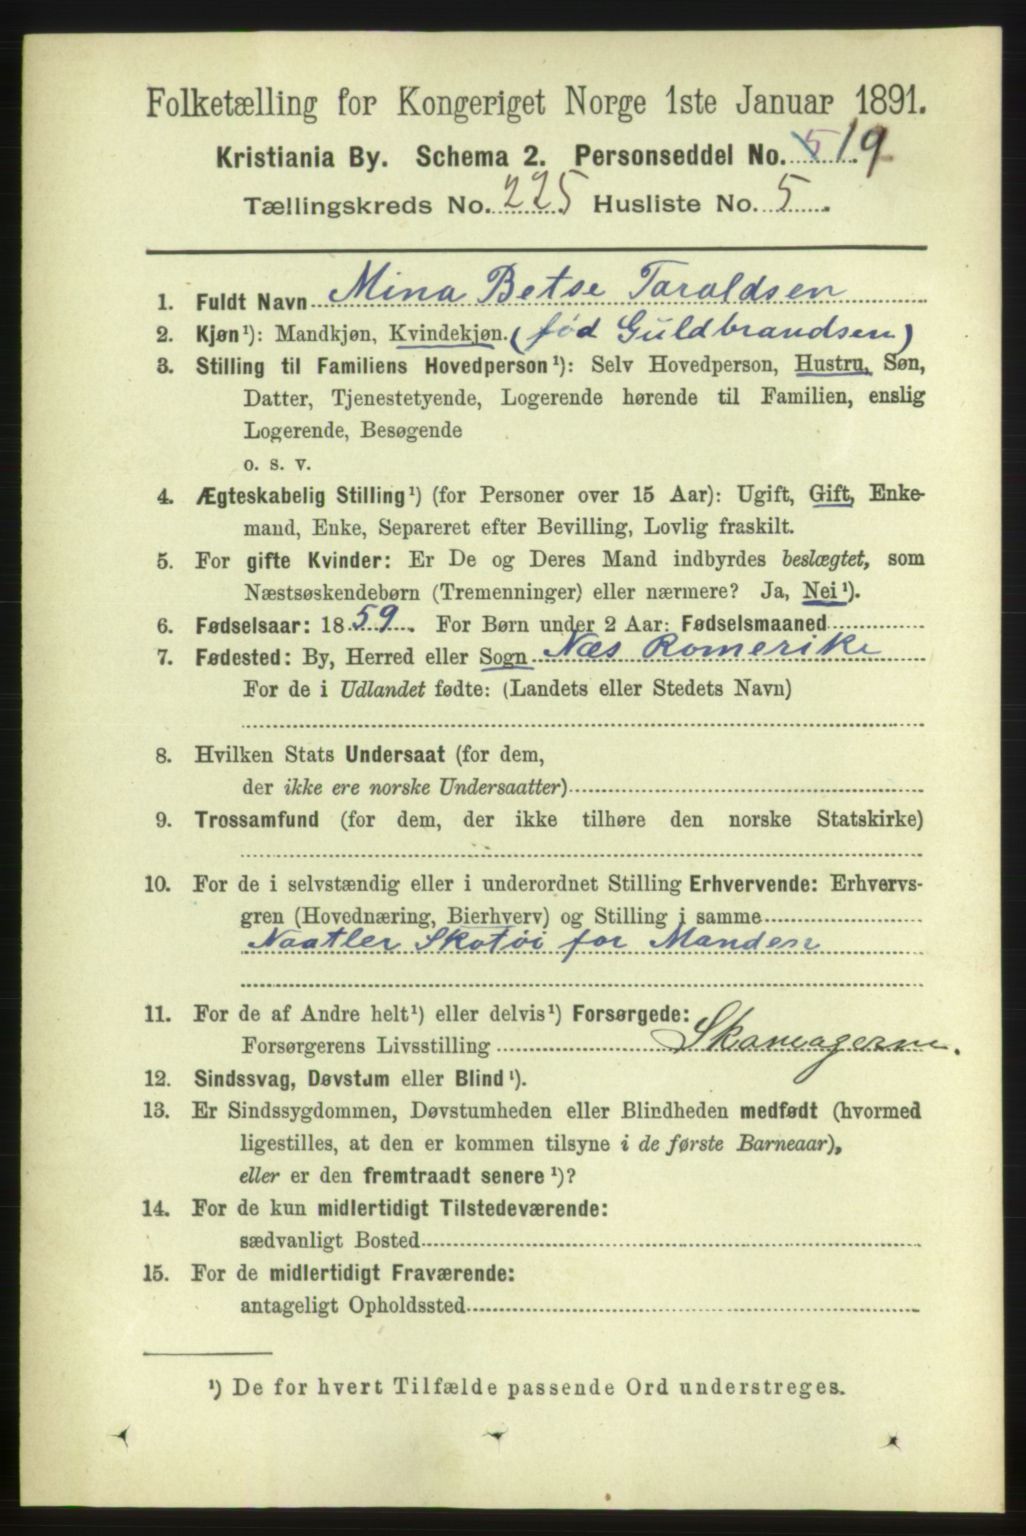 Folketælling for Kongeriget Norge 1ste Januar 1891.
Kristiania By. Schema 2. Personseddel No. 5 19
Tællingskreds No. 225 Husliste No. 5
1. Fuldt Navn Mina Betse Taraldsen
2. Kjøn¹): Mandkjøn, Kvindekjøn. (fød Guldbrandsen)
3. Stilling til Familiens Hovedperson¹): Selv Hovedperson, Hustru, Søn,
Datter, Tjenestetyende, Logerende hørende til Familien, enslig
Logerende, Besøgende
o. s. v.
4. Ægteskabelig Stilling¹) (for Personer over 15 Aar): Ugift, Gift, Enke-
mand, Enke, Separeret efter Bevilling, Lovlig fraskilt.
5. For gifte Kvinder: Er De og Deres Mand indbyrdes beslægtet, som
Næstsøskendebørn (Tremenninger) eller nærmere? Ja, Nei¹).
6. Fødselsaar: 1859. For Børn under 2 Aar: Fødselsmaaned
7. Fødested: By, Herred eller Sogn Næs Romerike
For de i Udlandet fødte: (Landets eller Stedets Navn)
8. Hvilken Stats Undersaat (for dem,
der ikke ere norske Undersaatter)
9. Trossamfund (for dem, der ikke tilhøre den norske Statskirke)
10. For de i selvstændig eller i underordnet Stilling Erhvervende: Erhvervs-
gren (Hovednæring, Bierhverv) og Stilling i samme
Naatler Skotøi for Manden
11. For de af Andre helt¹) eller delvis¹) Forsørgede:
Forsørgerens Livsstilling
12. Sindssvag, Døvstum eller Blind¹).
13. Er Sindssygdommen, Døvstumheden eller Blindheden medfødt (hvormed
ligestilles, at den er kommen tilsyne i de første Barneaar),
eller er den fremtraadt senere¹)?
14. For de kun midlertidigt Tilstedeværende:
sædvanligt Bosted
15. For de midlertidigt Fraværende:
antageligt Opholdssted
¹) De for hvert Tilfælde passende Ord understreges.